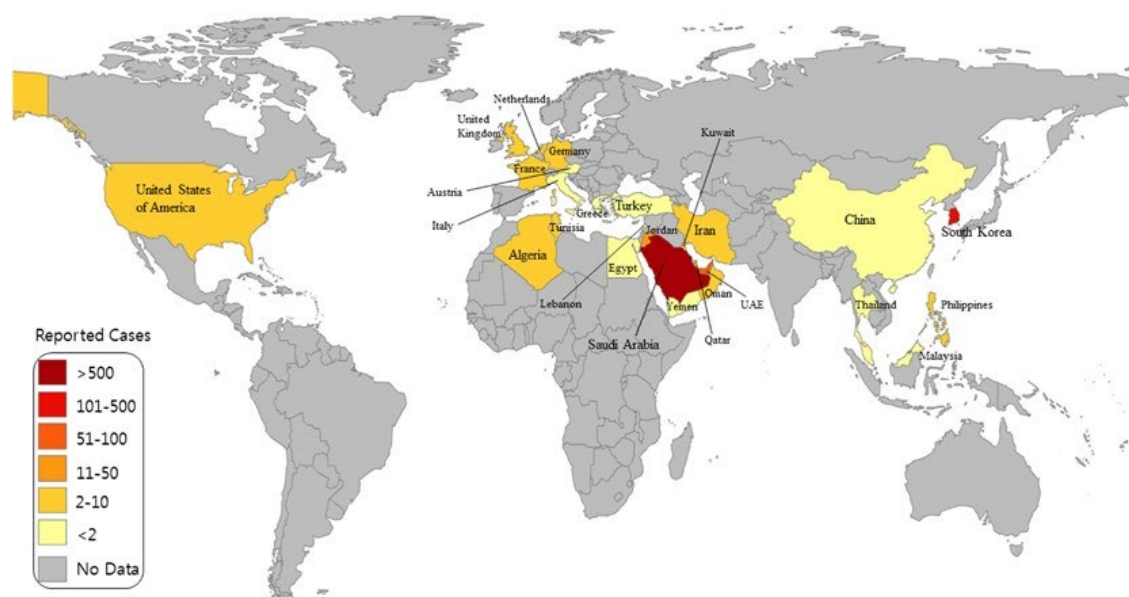 Netherlands
United
Kingdom
Germany
France
Austria
Italy
Greece
Turkey
Tunisia
Algeria
Egypt
Lebanon
Jordan
Kuwait
Iran
Saudi Arabia
Yemen
Oman
UAE
Qatar
United States
of America
China
South Korea
Thailand
Philippines
Malaysia
Reported Cases
>500
101-500
51-100
11-50
2-10
<2
No Data